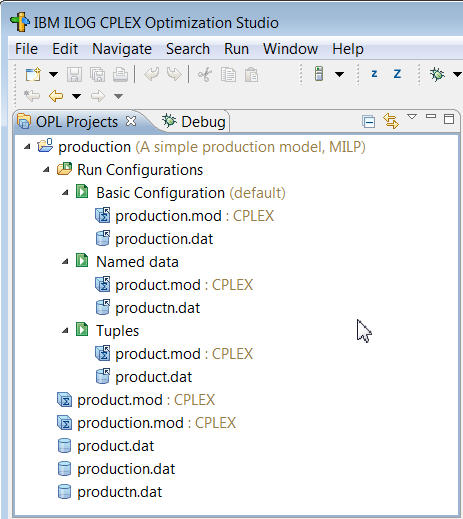 IBM ILOG CPLEX Optimization Studio
File Edit Navigate Search Run Window Help
z Z
OPL Projects Debug
production (A simple production model, MILP)
Run Configurations
Basic Configuration (default)
production.mod : CPLEX
production.dat
Named data
product.mod : CPLEX
productn.dat
Tuples
product.mod : CPLEX
product.dat
product.mod : CPLEX
production.mod : CPLEX
product.dat
production.dat
productn.dat